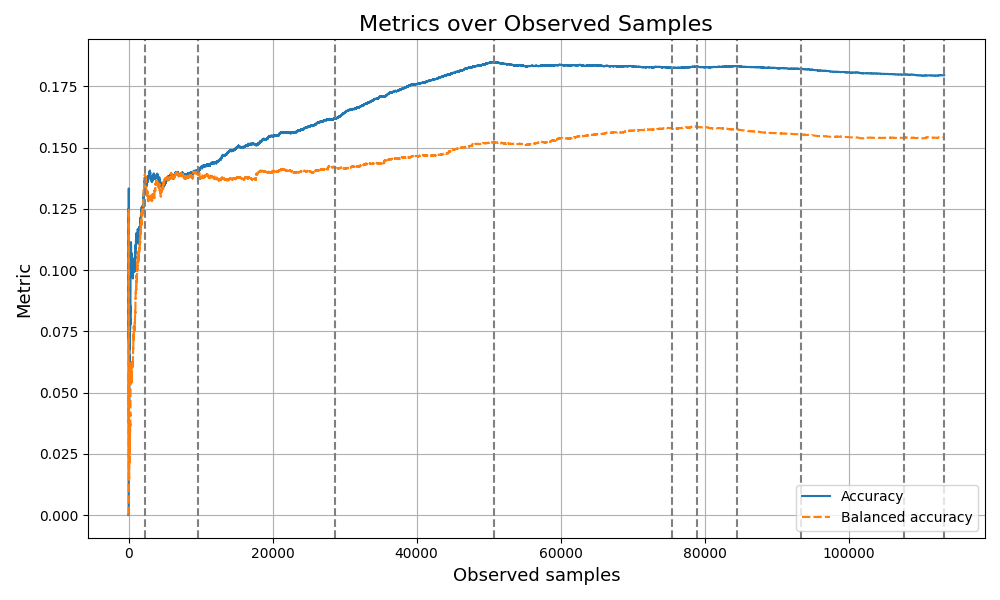 Metrics over Observed Samples
Metric
0.175
0.150
0.125
0.100
0.075
0.050
0.025
0.000
0
20000
40000
60000
80000
100000
Observed samples
Accuracy
Balanced accuracy